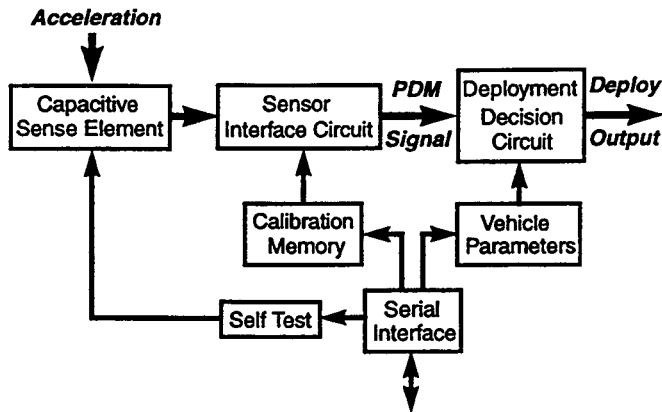 Acceleration
Capacitive
Sense Element
Sensor
Interface Circuit
PDM
Signal
Deployment
Decision
Circuit
Deploy
Output
Calibration
Memory
Vehicle
Parameters
Self Test
Serial
Interface